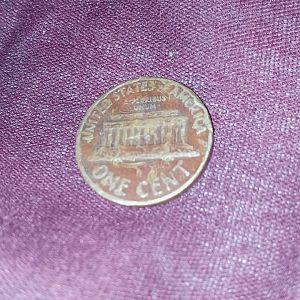 UNITED STATES OF AMERICA
E·PLURIBUS
UNUM
ONE CENT